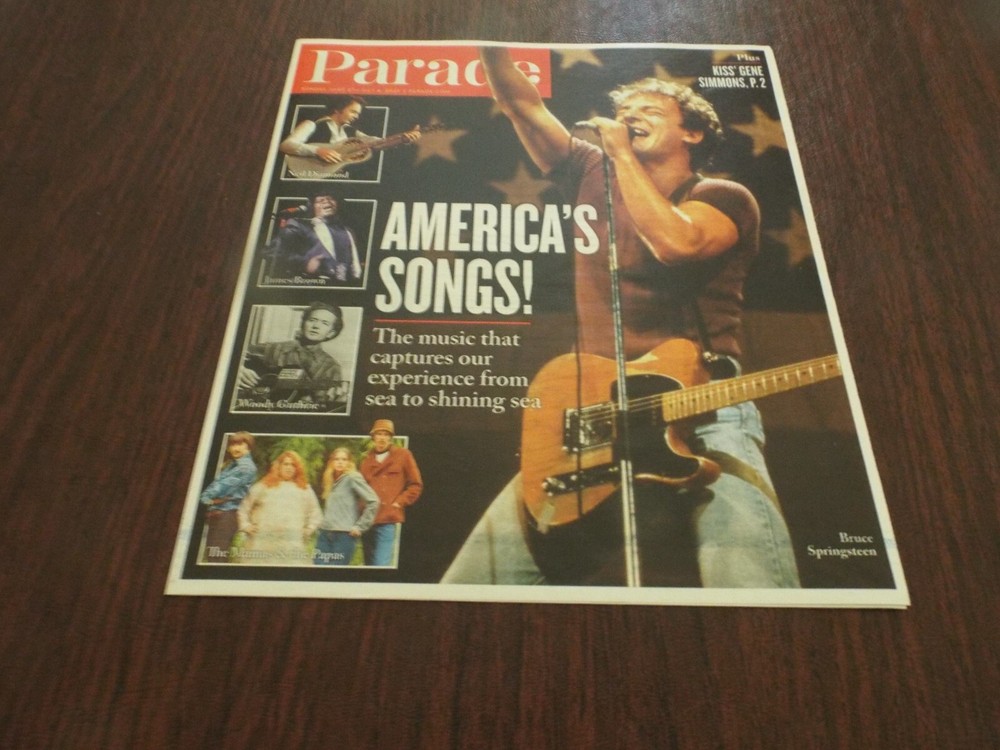 Parade
Plus
KISS' GENE
SIMMONS, P. 2
Neil Diamond
James Brown
AMERICA'S
SONGS!
The music that
captures our
experience from
sea to shining sea
Woody Guthrie
The Mamas & the Papas
Bruce
Springsteen